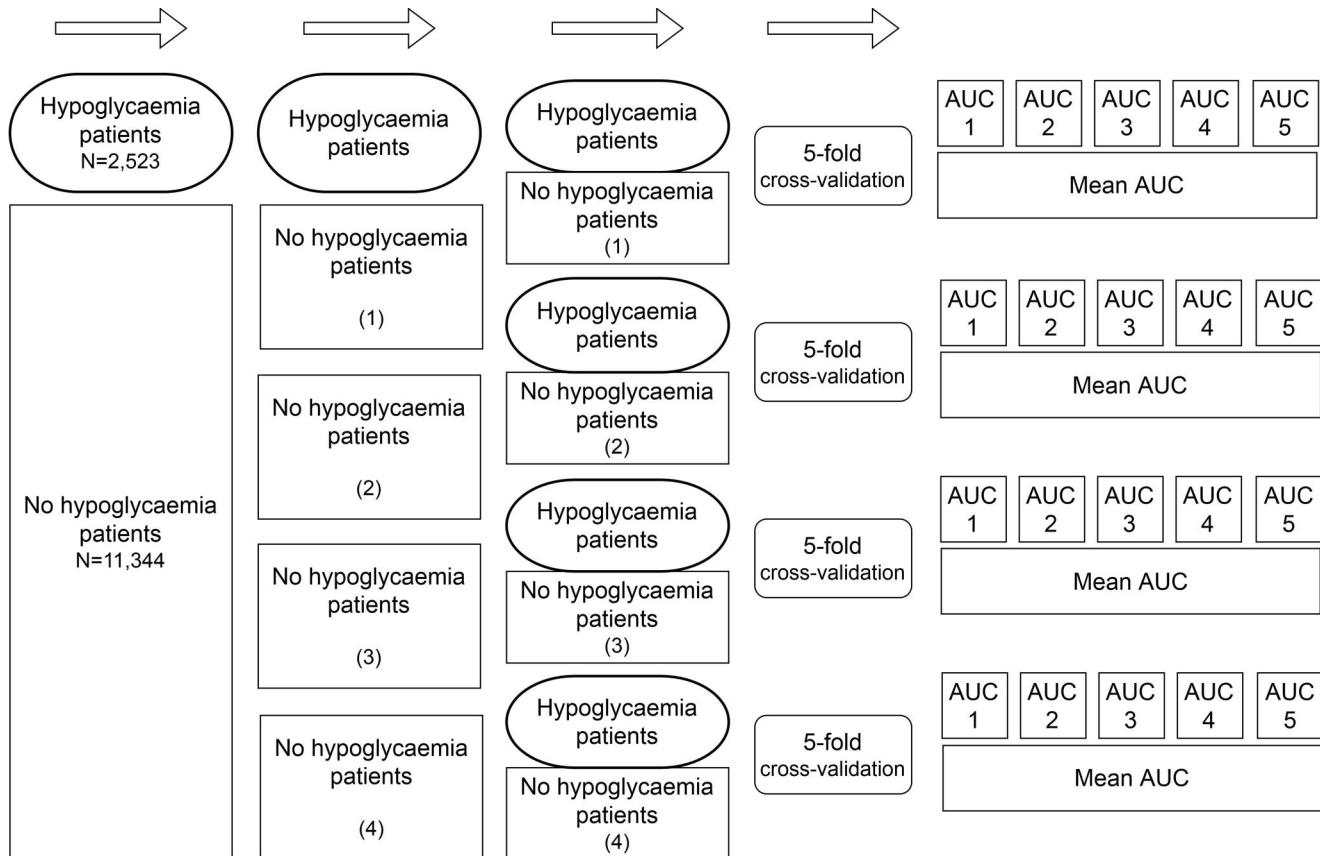 Hypoglycaemia
patients
N=2,523
No hypoglycaemia
patients
N=11,344
Hypoglycaemia
patients
No hypoglycaemia
patients
(1)
No hypoglycaemia
patients
(2)
No hypoglycaemia
patients
(3)
No hypoglycaemia
patients
(4)
Hypoglycaemia
patients
No hypoglycaemia
patients
(1)
Hypoglycaemia
patients
No hypoglycaemia
patients
(2)
Hypoglycaemia
patients
No hypoglycaemia
patients
(3)
Hypoglycaemia
patients
No hypoglycaemia
patients
(4)
5-fold
cross-validation
5-fold
cross-validation
5-fold
cross-validation
5-fold
cross-validation
AUC
1
AUC
2
AUC
3
AUC
4
AUC
5
Mean AUC
AUC
1
AUC
2
AUC
3
AUC
4
AUC
5
Mean AUC
AUC
1
AUC
2
AUC
3
AUC
4
AUC
5
Mean AUC
AUC
1
AUC
2
AUC
3
AUC
4
AUC
5
Mean AUC